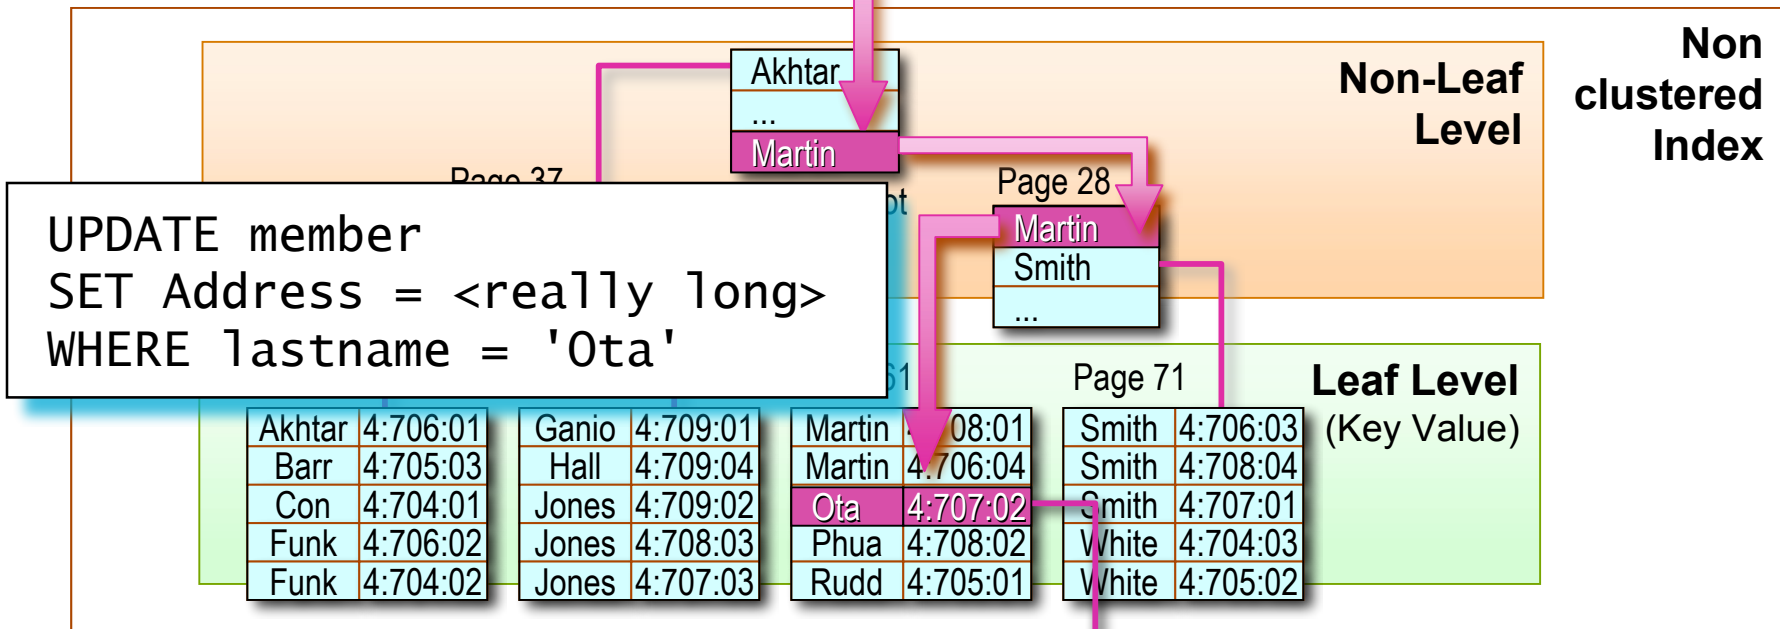 Non
clustered
Index
Non-Leaf
Level
Akhtar
...
Martin
Page 37
Page 28
Martin
Smith
...
UPDATE member
SET Address = <really long>
WHERE lastname = 'Ota'
Page 71
Leaf Level
(Key Value)
Akhtar 4:706:01
Barr 4:705:03
Con 4:704:01
Funk 4:706:02
Funk 4:704:02
Ganio 4:709:01
Hall 4:709:04
Jones 4:709:02
Jones 4:708:03
Jones 4:707:03
Martin 4:708:01
Martin 4:706:04
Ota 4:707:02
Phua 4:708:02
Rudd 4:705:01
Smith 4:706:03
Smith 4:708:04
Smith 4:707:01
White 4:704:03
White 4:705:02